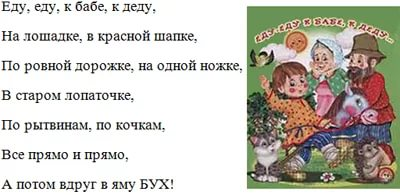 Еду, еду, к бабе, к деду,
На лошадке, в красной шапке,
По ровной дорожке, на одной ножке,
В старом лопаточке,
По рытвинам, по кочкам,
Все прямо и прямо,
А потом вдруг в яму БУХ!
ЕДУ-ЕДУ К БАБЕ, К ДЕДУ...